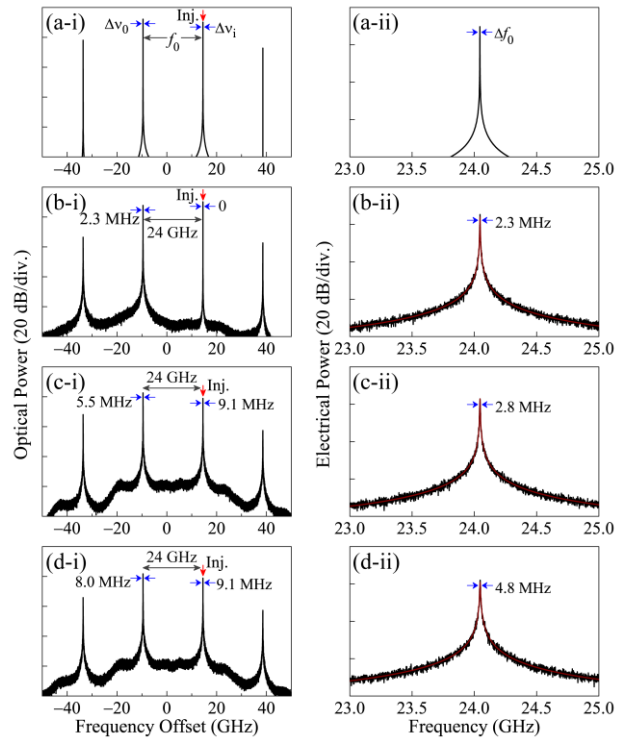 (a-i)
Inj.
Δν₀
f₀
Δνᵢ
(a-ii)
Δf₀
−40 −20 0 20 40
23.0 23.5 24.0 24.5 25.0
(b-i)
Inj.
2.3 MHz
0
24 GHz
(b-ii)
2.3 MHz
−40 −20 0 20 40
23.0 23.5 24.0 24.5 25.0
(c-i)
24 GHz
Inj.
5.5 MHz
9.1 MHz
(c-ii)
2.8 MHz
−40 −20 0 20 40
23.0 23.5 24.0 24.5 25.0
(d-i)
24 GHz
Inj.
8.0 MHz
9.1 MHz
(d-ii)
4.8 MHz
−40 −20 0 20 40
23.0 23.5 24.0 24.5 25.0
Frequency Offset (GHz)
Frequency (GHz)
Optical Power (20 dB/div.)
Electrical Power (20 dB/div.)